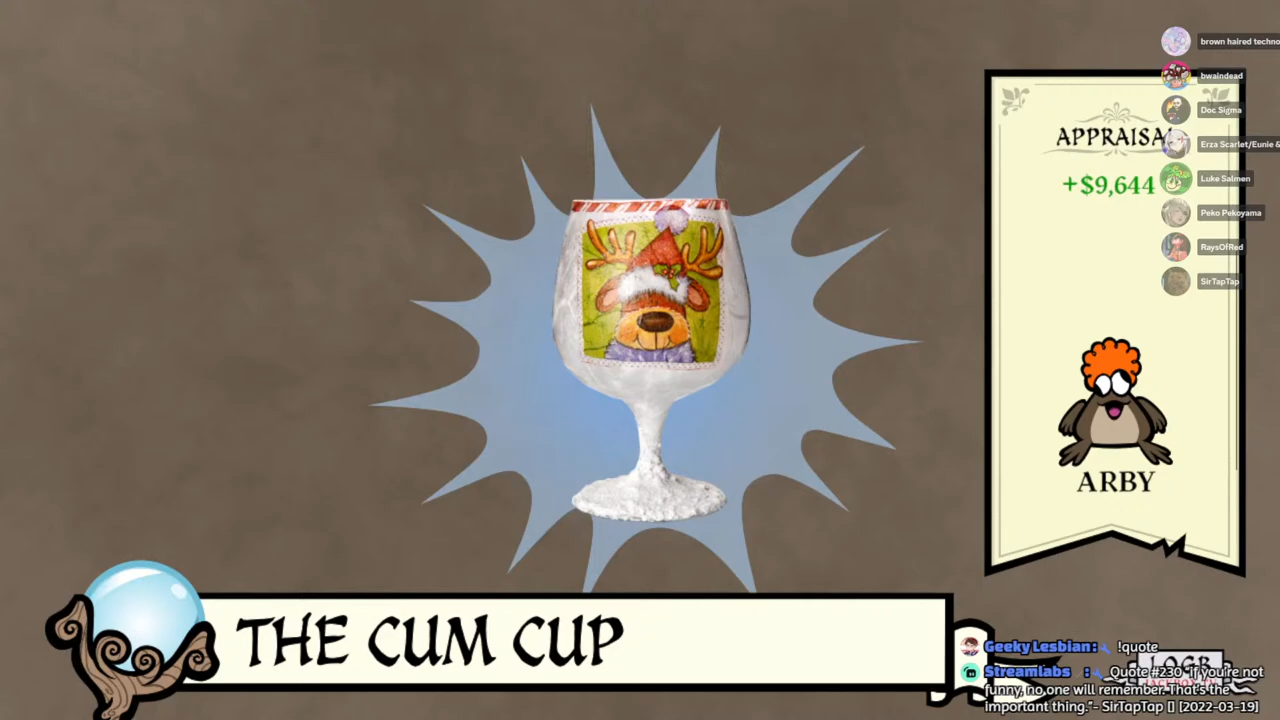 brown haired techno
bwaindead
APPRAISA
Doc Sigma
Erza Scarlet/Eunie &
+$9,644
Luke Salmen
Peko Pekoyama
RaysOfRed
SirTapTap
ARBY
THE CUM CUP
Geeky Lesbian: !quote
Streamlabs : Quote #230 "if you're not
funny, no one will remember. That's the
important thing."- SirTapTap [] [2022-03-19]